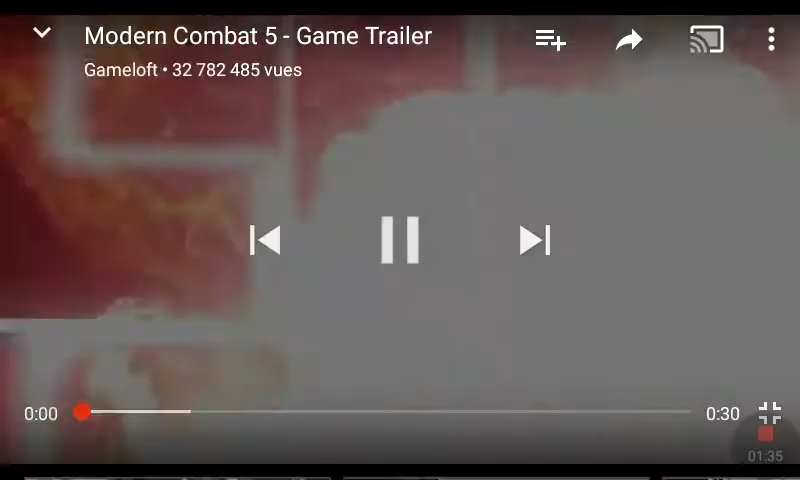 Modern Combat 5 - Game Trailer
Gameloft • 32 782 485 vues
0:00
0:30
01:35